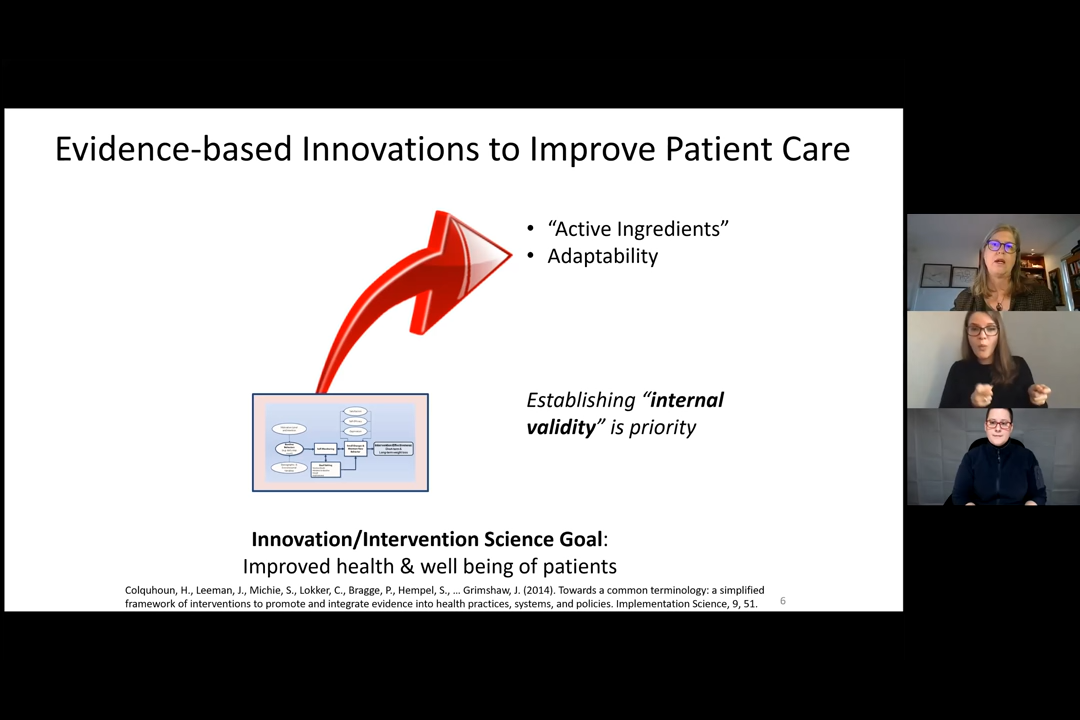 Evidence-based Innovations to Improve Patient Care
• “Active Ingredients”
• Adaptability
Establishing “internal
validity” is priority
Innovation/Intervention Science Goal:
Improved health & well being of patients
Colquhoun, H., Leeman, J., Michie, S., Lokker, C., Bragge, P., Hempel, S., … Grimshaw, J. (2014). Towards a common terminology: a simplified
framework of interventions to promote and integrate evidence into health practices, systems, and policies. Implementation Science, 9, 51.
6